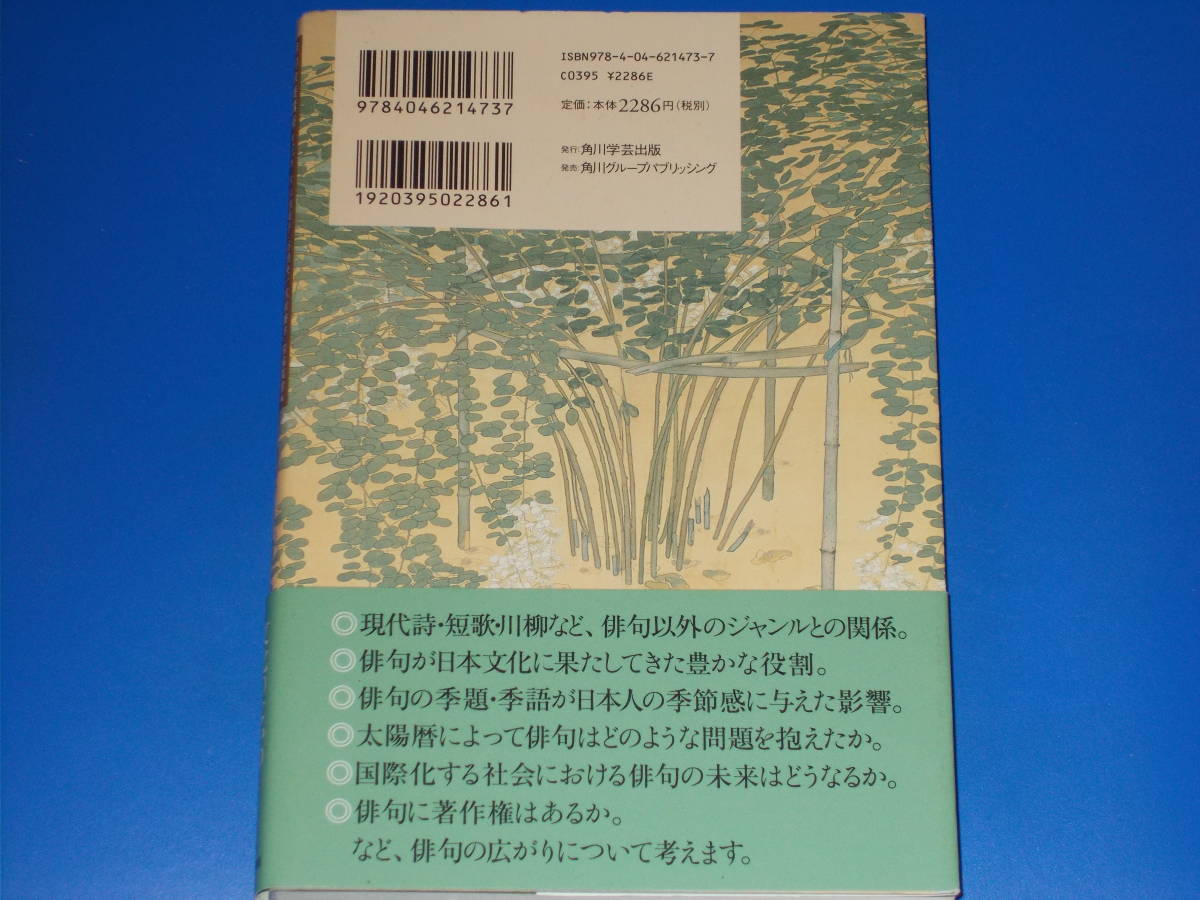 ISBN978-4-04-621473-7
C0395 ¥2286E
9784046214737
定価：本体2286円（税別）
発行：角川学芸出版
発売：角川グループパブリッシング
1920395022861
◎現代詩・短歌・川柳など、俳句以外のジャンルとの関係。
◎俳句が日本文化に果たしてきた豊かな役割。
◎俳句の季題・季語が日本人の季節感に与えた影響。
◎太陽暦によって俳句はどのような問題を抱えたか。
◎国際化する社会における俳句の未来はどうなるか。
◎俳句に著作権はあるか。
など、俳句の広がりについて考えます。